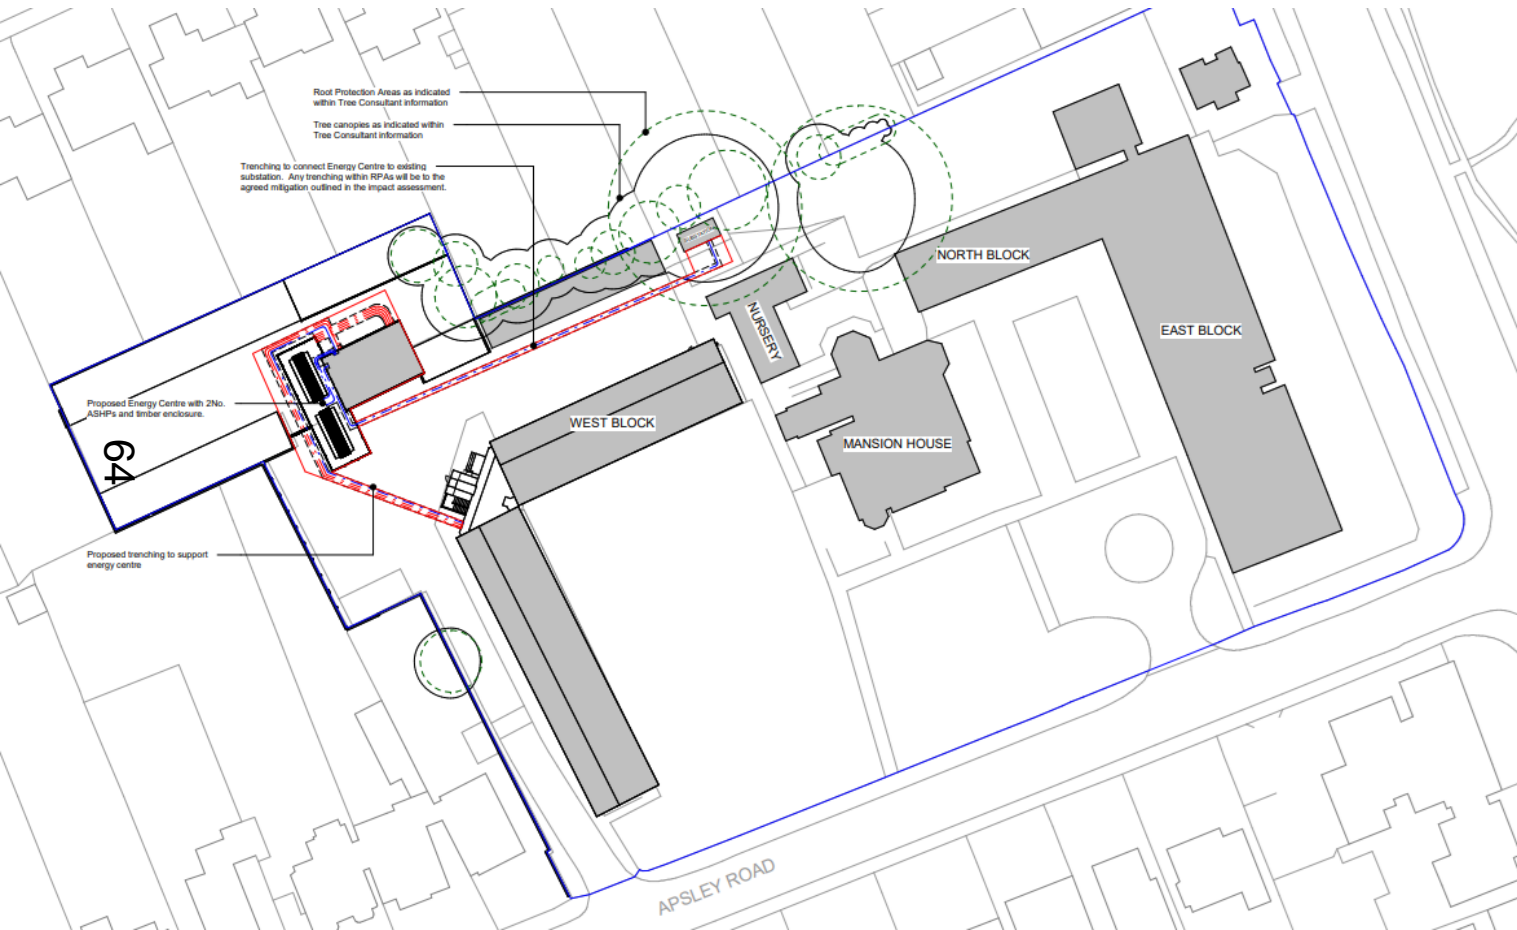 Root Protection Areas as indicated
within Tree Consultant information
Tree canopies as indicated within
Tree Consultant information
Trenching to connect Energy Centre to existing
substation. Any trenching within RPAs will be to the
agreed mitigation outlined in the impact assessment.
SUBSTATION
NORTH BLOCK
NURSERY
EAST BLOCK
Proposed Energy Centre with 2No.
ASHPs and timber enclosure.
WEST BLOCK
MANSION HOUSE
64
Proposed trenching to support
energy centre
APSLEY ROAD